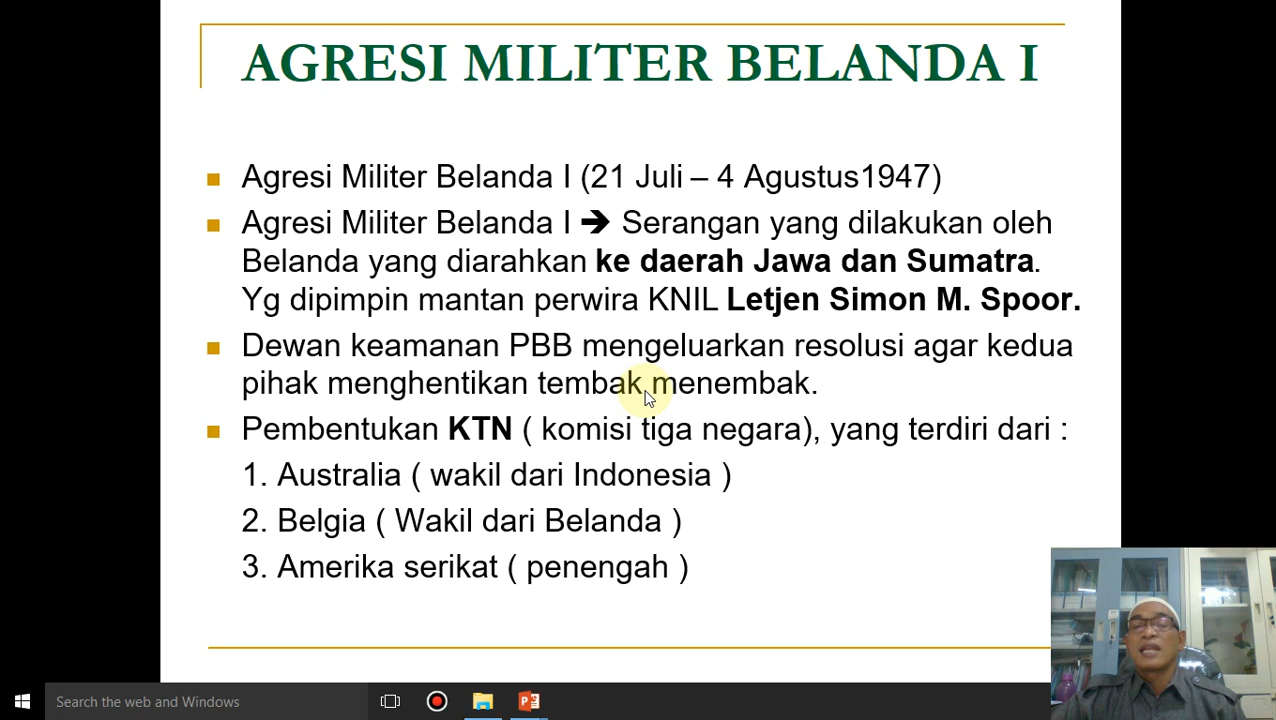 AGRESI MILITER BELANDA I
Agresi Militer Belanda I (21 Juli – 4 Agustus1947)
Agresi Militer Belanda I ➔ Serangan yang dilakukan oleh
Belanda yang diarahkan ke daerah Jawa dan Sumatra.
Yg dipimpin mantan perwira KNIL Letjen Simon M. Spoor.
Dewan keamanan PBB mengeluarkan resolusi agar kedua
pihak menghentikan tembak menembak.
Pembentukan KTN ( komisi tiga negara), yang terdiri dari :
1. Australia ( wakil dari Indonesia )
2. Belgia ( Wakil dari Belanda )
3. Amerika serikat ( penengah )
Search the web and Windows